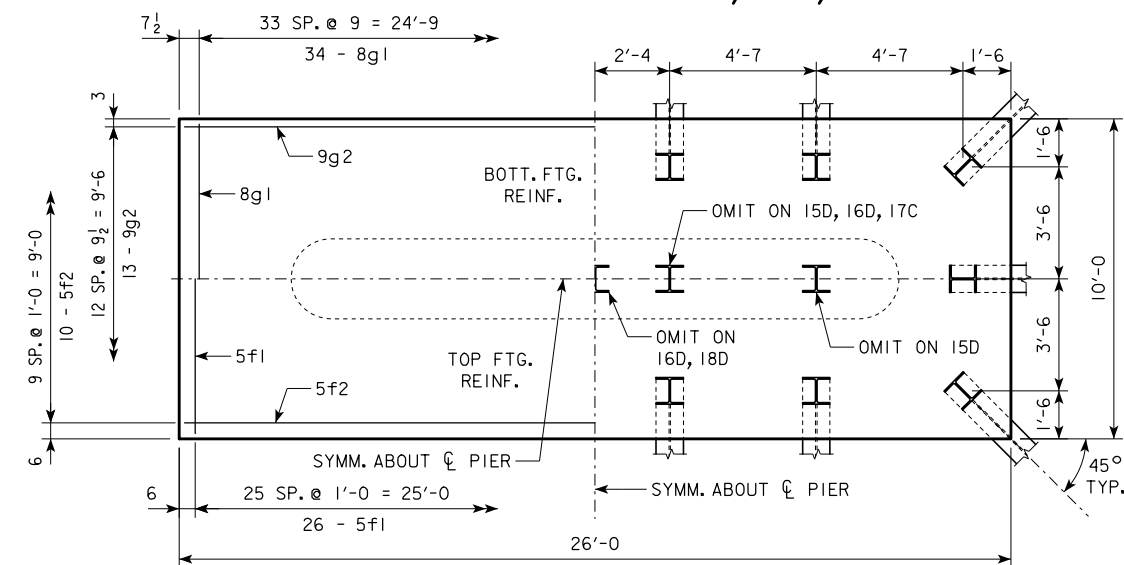 7 1/2
33 SP. @ 9 = 24'-9
34 - 8g1
2'-4
4'-7
4'-7
1'-6
3
9g2
BOTT. FTG.
REINF.
8g1
OMIT ON 15D, 16D, 17C
1'-6
3'-6
10'-0
3'-6
1'-6
9 SP. @ 1'-0 = 9'-0
10 - 5f2
12 SP. @ 9 1/2 = 9'-6
13 - 9g2
5f1
TOP FTG.
REINF.
OMIT ON
16D, 18D
OMIT ON 15D
5f2
6
SYMM. ABOUT ℄ PIER
45°
TYP.
6
25 SP. @ 1'-0 = 25'-0
26 - 5f1
SYMM. ABOUT ℄ PIER
26'-0